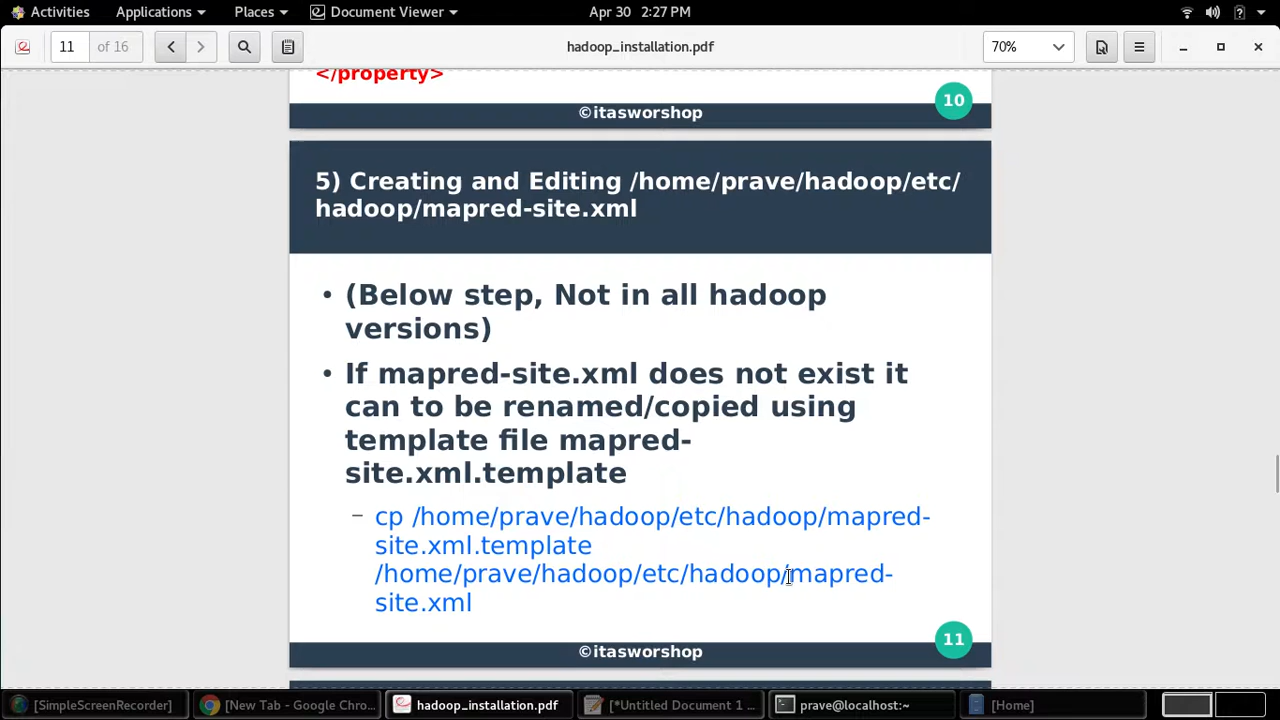 Activities
Applications
Places
Document Viewer
Apr 30 2:27 PM
11
of 16
hadoop_installation.pdf
70%
</property>
©itasworshop
10
5) Creating and Editing /home/prave/hadoop/etc/
hadoop/mapred-site.xml
• (Below step, Not in all hadoop
versions)
• If mapred-site.xml does not exist it
can to be renamed/copied using
template file mapred-
site.xml.template
– cp /home/prave/hadoop/etc/hadoop/mapred-
site.xml.template
/home/prave/hadoop/etc/hadoop/mapred-
site.xml
©itasworshop
11
[SimpleScreenRecorder]
[New Tab - Google Chro...
hadoop_installation.pdf
[*Untitled Document 1 ...
prave@localhost:~
[Home]